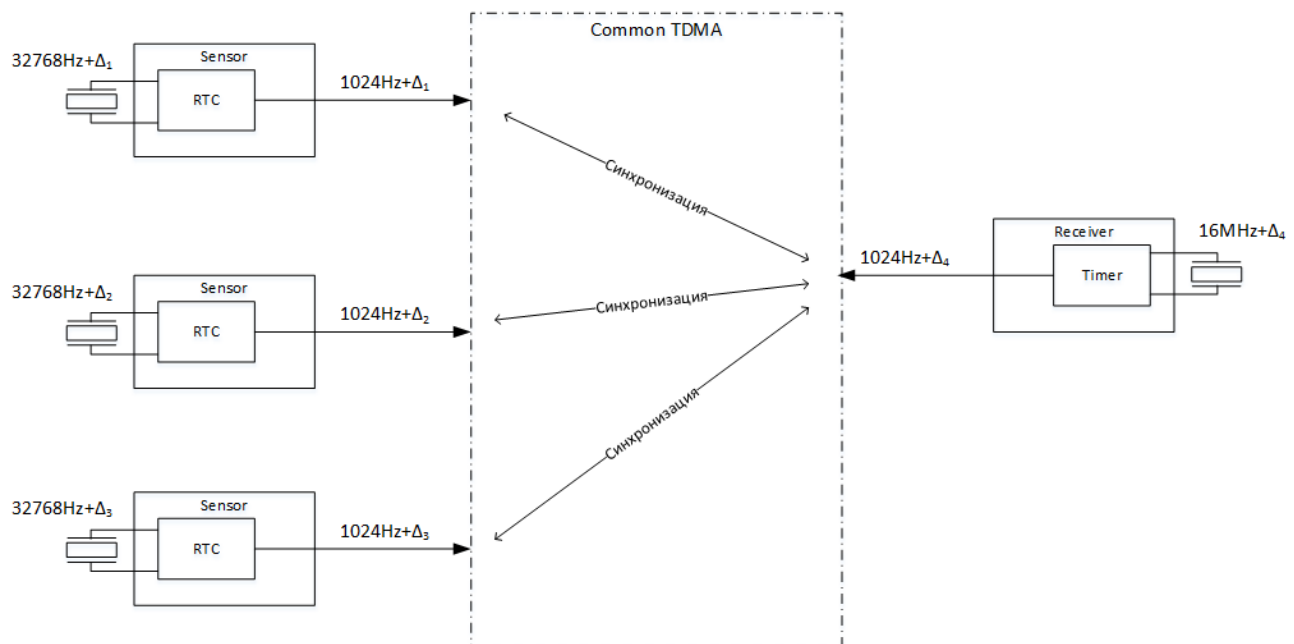 Common TDMA
32768Hz+Δ₁
Sensor
RTC
1024Hz+Δ₁
Синхронизация
32768Hz+Δ₂
Sensor
RTC
1024Hz+Δ₂
Синхронизация
Receiver
Timer
16MHz+Δ₄
1024Hz+Δ₄
32768Hz+Δ₃
Sensor
RTC
1024Hz+Δ₃
Синхронизация